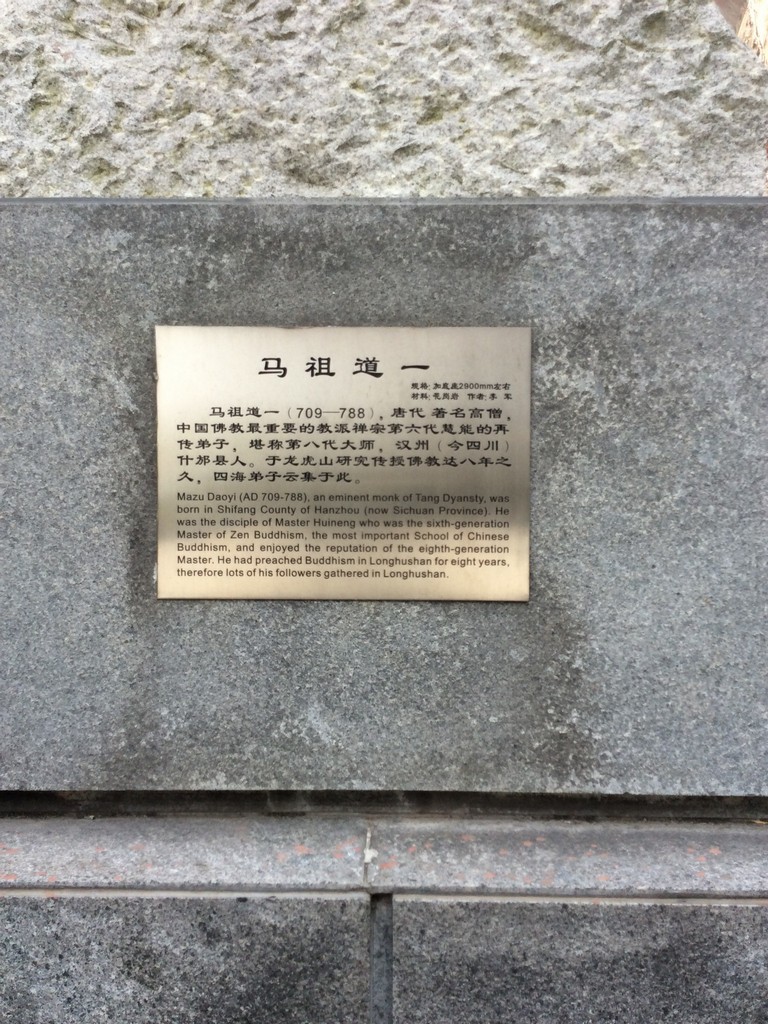 马祖道一
规格:加底座2900mm左右
材料:花岗岩 作者:李 军
马祖道一（709—788），唐代 著名高僧，
中国佛教最重要的教派禅宗第六代慧能的再
传弟子，堪称第八代大师，汉州（今四川）
什邡县人。于龙虎山研究传授佛教达八年之
久，四海弟子云集于此。
Mazu Daoyi (AD 709-788), an eminent monk of Tang Dyansty, was
born in Shifang County of Hanzhou (now Sichuan Province). He
was the disciple of Master Huineng who was the sixth-generation
Master of Zen Buddhism, the most important School of Chinese
Buddhism, and enjoyed the reputation of the eighth-generation
Master. He had preached Buddhism in Longhushan for eight years,
therefore lots of his followers gathered in Longhushan.